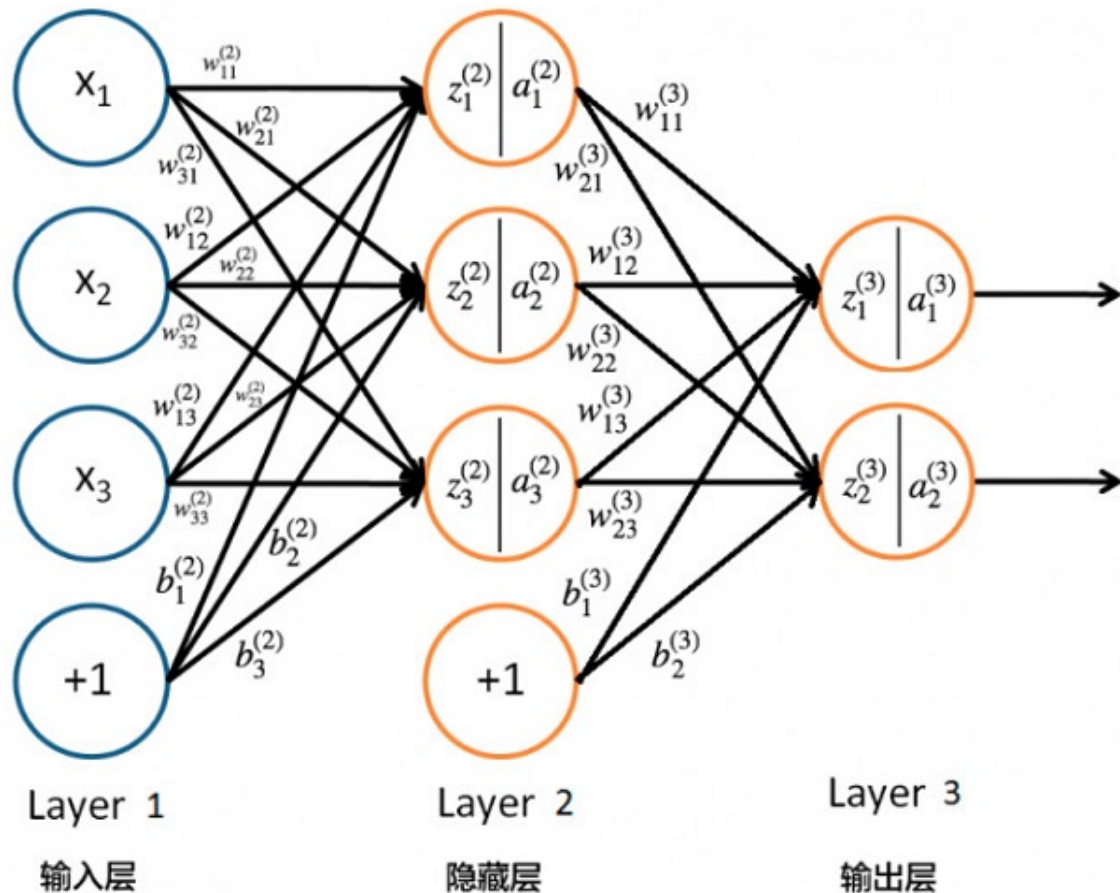 x₁
w₁₁⁽²⁾
z₁⁽²⁾ a₁⁽²⁾
w₁₁⁽³⁾
w₂₁⁽²⁾
w₃₁⁽²⁾
w₂₁⁽³⁾
w₁₂⁽²⁾
w₁₂⁽³⁾
x₂
w₂₂⁽²⁾
z₂⁽²⁾ a₂⁽²⁾
z₁⁽³⁾ a₁⁽³⁾
w₃₂⁽²⁾
w₂₂⁽³⁾
w₁₃⁽²⁾
w₂₃⁽²⁾
w₁₃⁽³⁾
x₃
z₃⁽²⁾ a₃⁽²⁾
z₂⁽³⁾ a₂⁽³⁾
w₃₃⁽²⁾
w₂₃⁽³⁾
b₂⁽²⁾
b₁⁽²⁾
b₁⁽³⁾
b₃⁽²⁾
b₂⁽³⁾
+1
+1
Layer 1
Layer 2
Layer 3
输入层
隐藏层
输出层